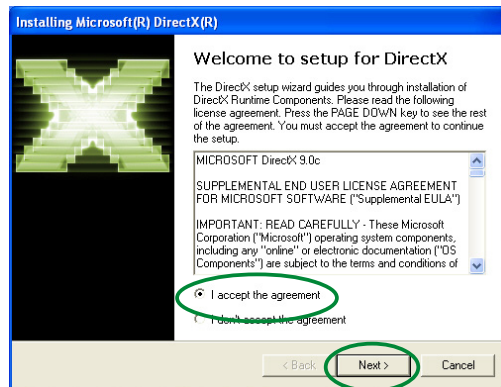 Installing Microsoft(R) DirectX(R)
Welcome to setup for DirectX
The DirectX setup wizard guides you through installation of
DirectX Runtime Components. Please read the following
license agreement. Press the PAGE DOWN key to see the rest
of the agreement. You must accept the agreement to continue
the setup.
MICROSOFT DirectX 9.0c
SUPPLEMENTAL END USER LICENSE AGREEMENT
FOR MICROSOFT SOFTWARE ("Supplemental EULA")
IMPORTANT: READ CAREFULLY - These Microsoft
Corporation ("Microsoft") operating system components,
including any "online" or electronic documentation ("OS
Components") are subject to the terms and conditions of
I accept the agreement
I don't accept the agreement
< Back
Next >
Cancel